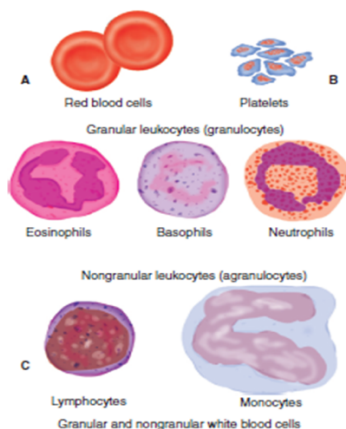 A
B
Red blood cells
Platelets
Granular leukocytes (granulocytes)
Eosinophils
Basophils
Neutrophils
Nongranular leukocytes (agranulocytes)
C
Lymphocytes
Monocytes
Granular and nongranular white blood cells